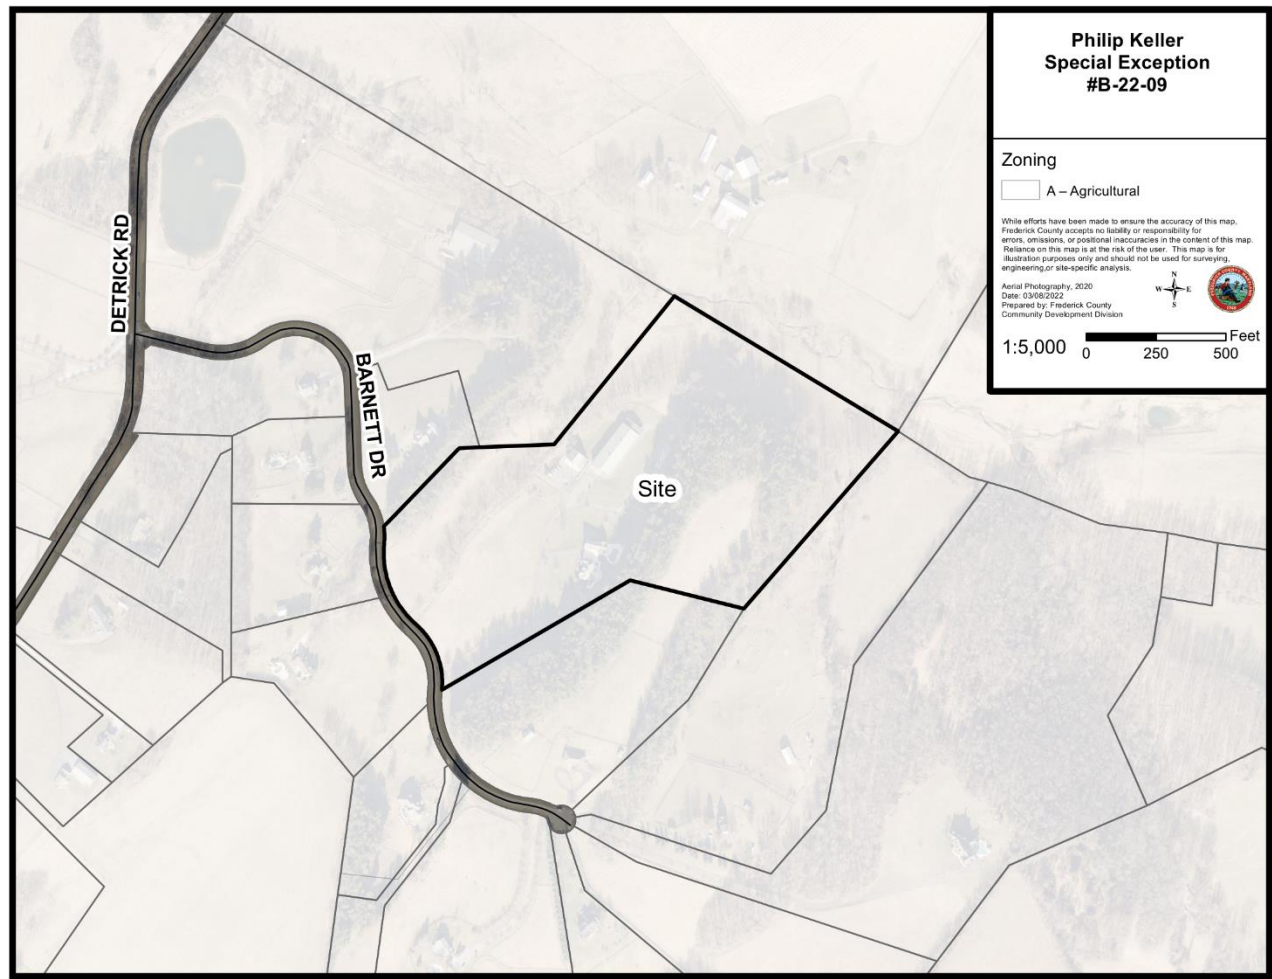 Philip Keller
Special Exception
#B-22-09
Zoning
A – Agricultural
While efforts have been made to ensure the accuracy of this map,
Frederick County accepts no liability or responsibility for
errors, omissions, or positional inaccuracies in the content of this map.
Reliance on this map is at the risk of the user. This map is for
illustration purposes only and should not be used for surveying,
engineering,or site-specific analysis.
Aerial Photography, 2020
Date: 03/08/2022
Prepared by: Frederick County
Community Development Division
N
W E
S
1:5,000
Feet
0 250 500
DETRICK RD
BARNETT DR
Site